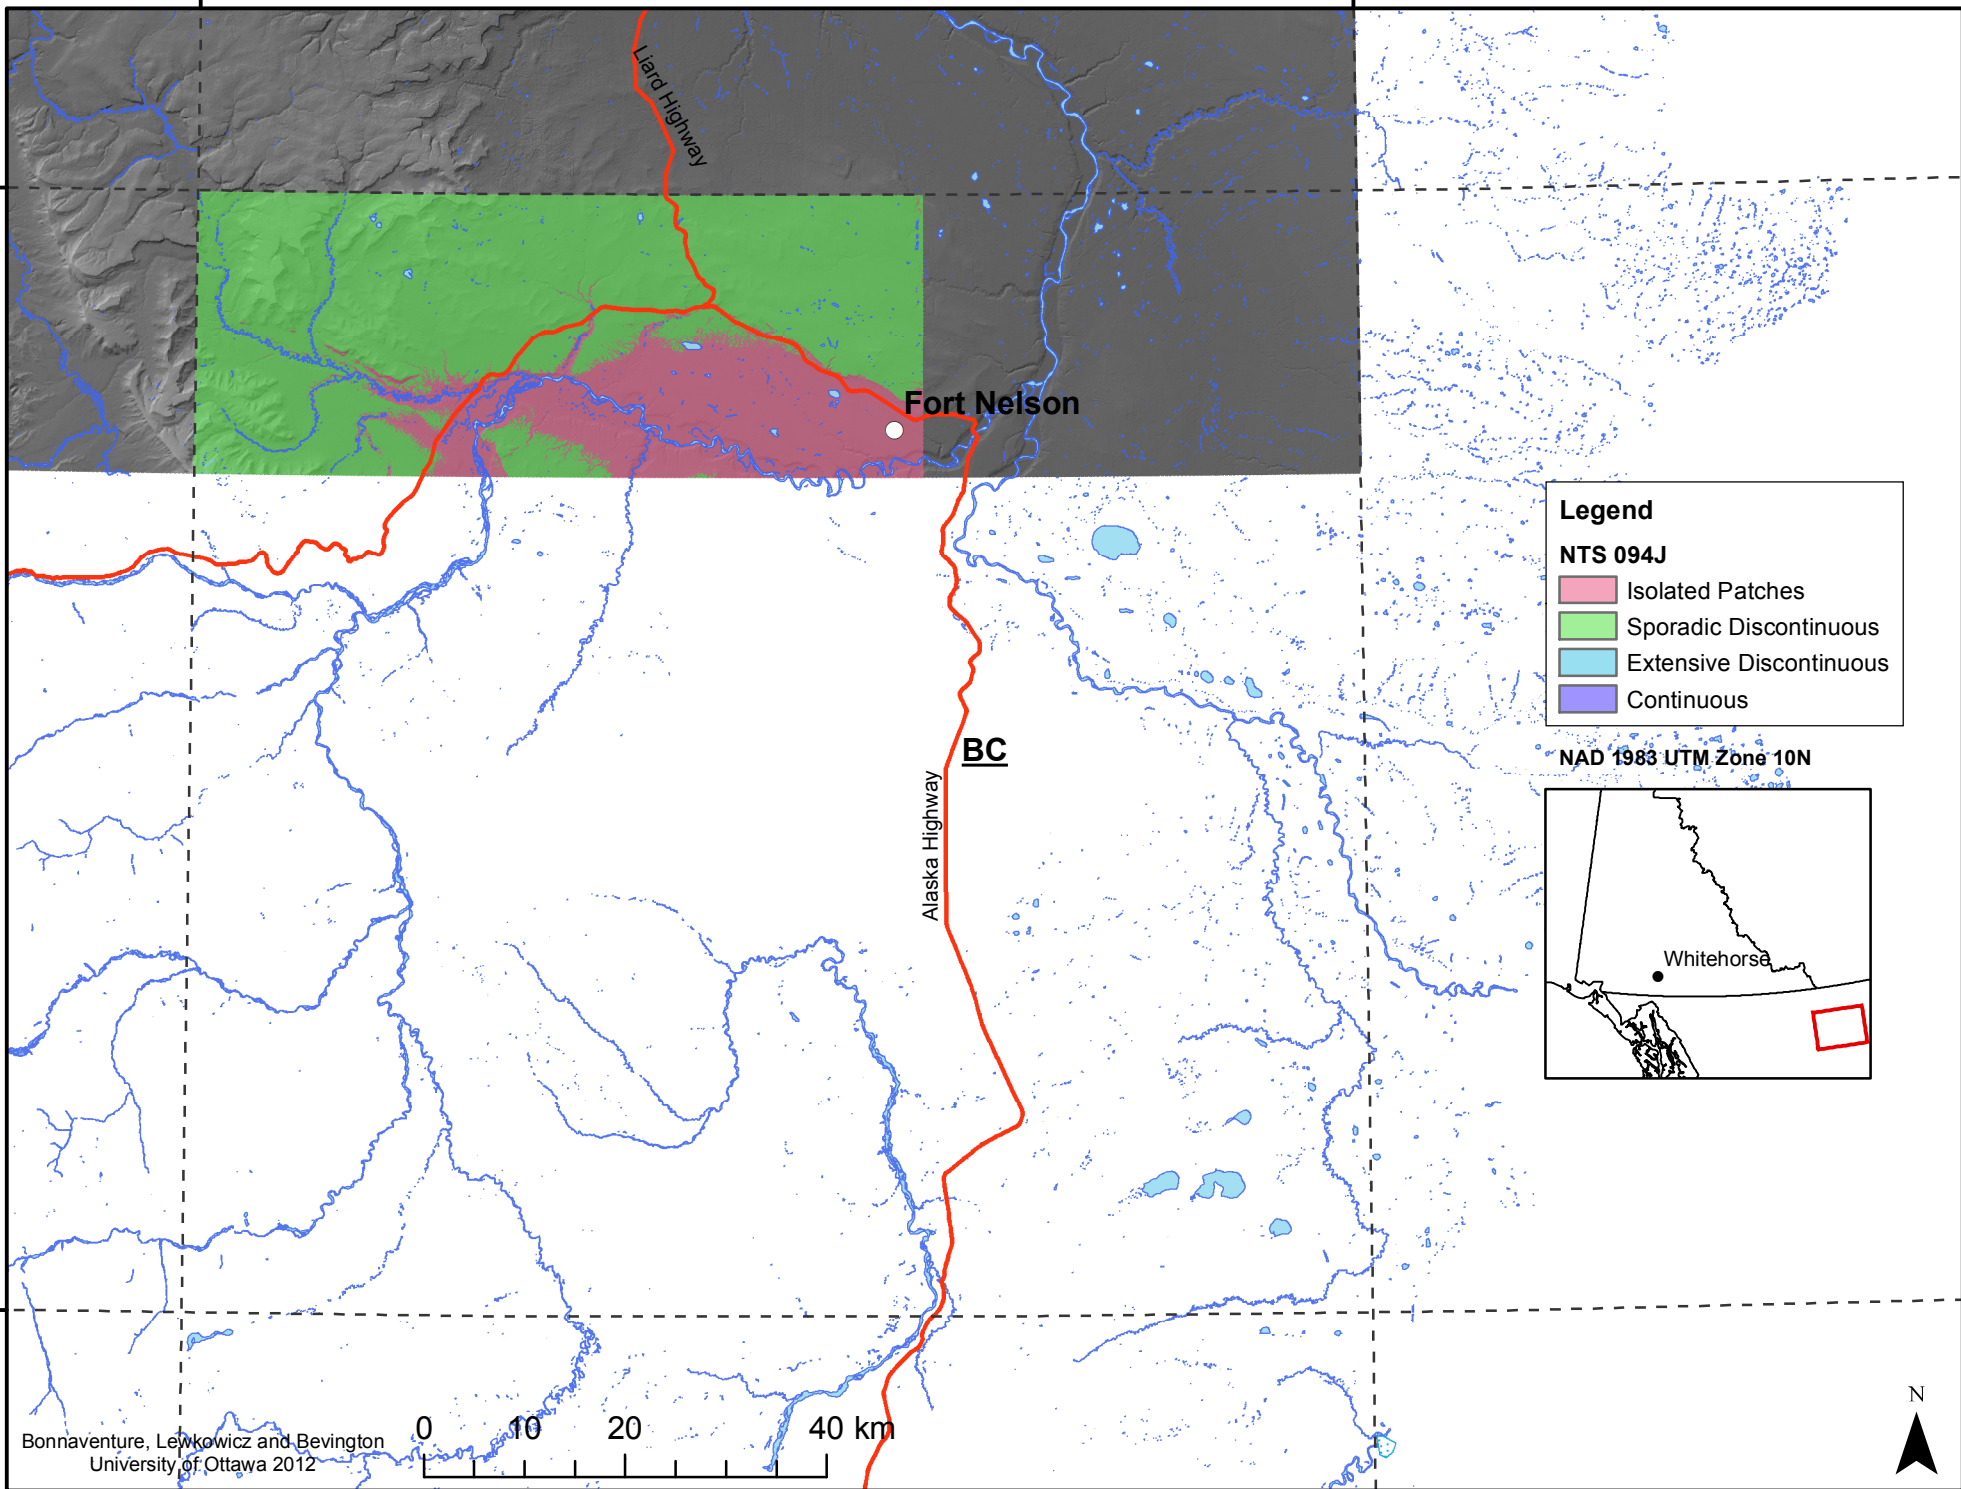 Liard Highway
Fort Nelson
Legend
NTS 094J
Isolated Patches
Sporadic Discontinuous
Extensive Discontinuous
Continuous
NAD 1983 UTM Zone 10N
BC
Alaska Highway
Whitehorse
N
0 10 20 40 km
Bonnaventure, Lewkowicz and Bevington
University of Ottawa 2012